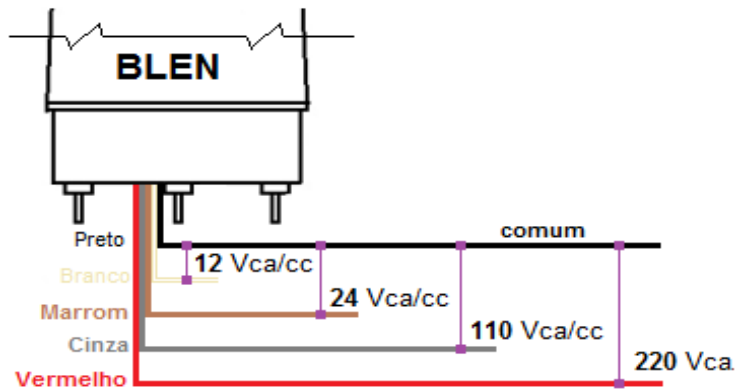 BLEN
Preto
comum
Branco
12 Vca/cc
Marrom
24 Vca/cc
Cinza
110 Vca/cc
Vermelho
220 Vca